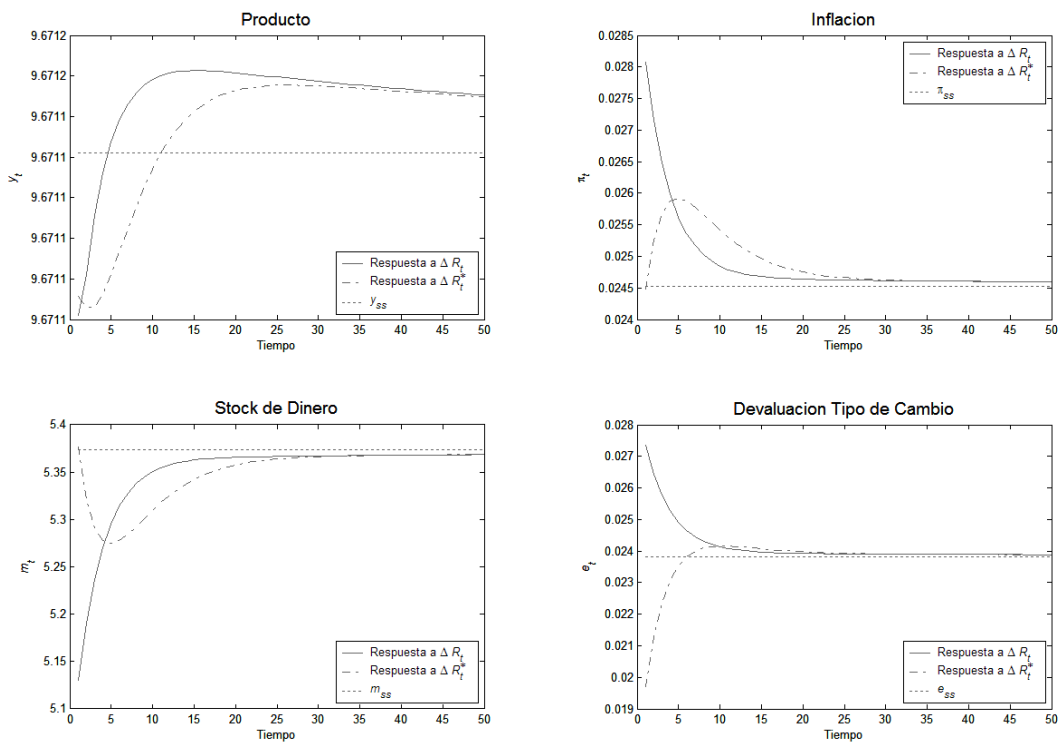 Producto
9.6712
9.6712
9.6711
9.6711
9.6711
9.6711
9.6711
0 5 10 15 20 25 30 35 40 45 50
y_t
Tiempo
Respuesta a Δ R_t
Respuesta a Δ R_t^*
y_ss
Inflacion
0.0285
0.028
0.0275
0.027
0.0265
0.026
0.0255
0.025
0.0245
0.024
0 5 10 15 20 25 30 35 40 45 50
π_t
Tiempo
Respuesta a Δ R_t
Respuesta a Δ R_t^*
π_ss
Stock de Dinero
5.4
5.35
5.3
5.25
5.2
5.15
5.1
0 5 10 15 20 25 30 35 40 45 50
m_t
Tiempo
Respuesta a Δ R_t
Respuesta a Δ R_t^*
m_ss
Devaluacion Tipo de Cambio
0.028
0.027
0.026
0.025
0.024
0.023
0.022
0.021
0.02
0.019
0 5 10 15 20 25 30 35 40 45 50
e_t
Tiempo
Respuesta a Δ R_t
Respuesta a Δ R_t^*
e_ss